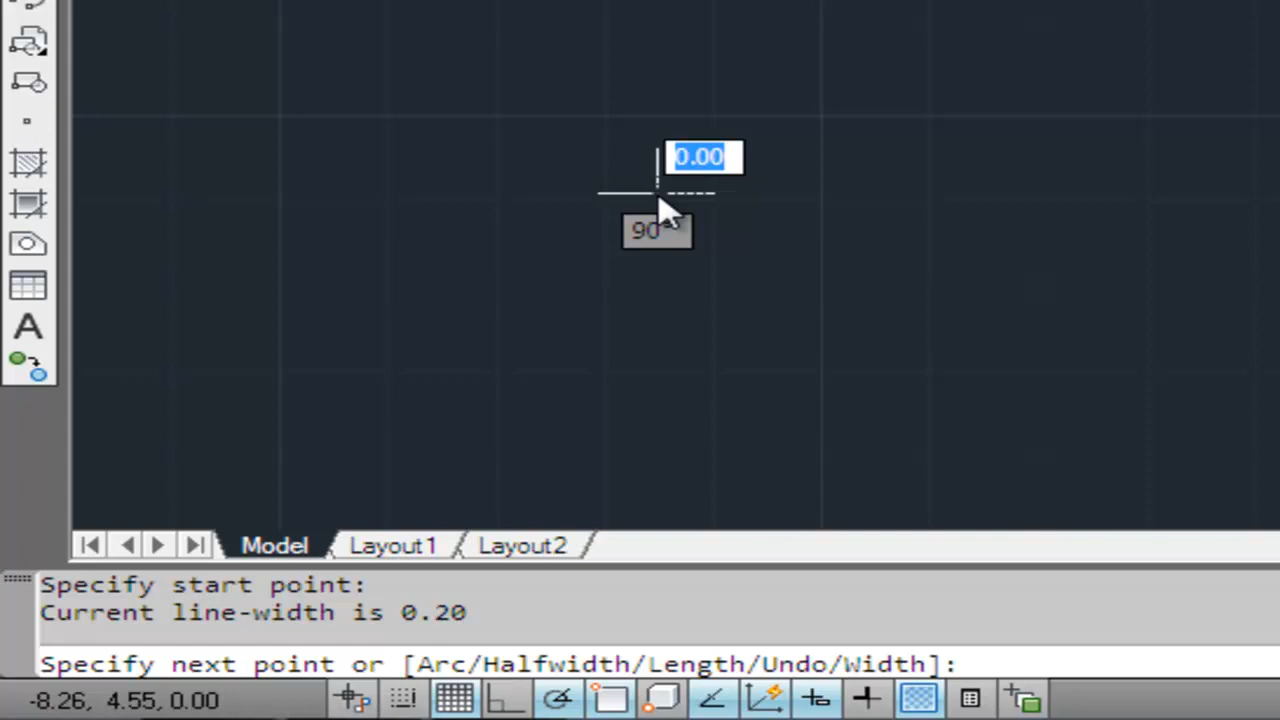 0.00
90°
A
Model Layout1 Layout2
Specify start point:
Current line-width is 0.20
Specify next point or [Arc/Halfwidth/Length/Undo/Width]:
-8.26, 4.55, 0.00